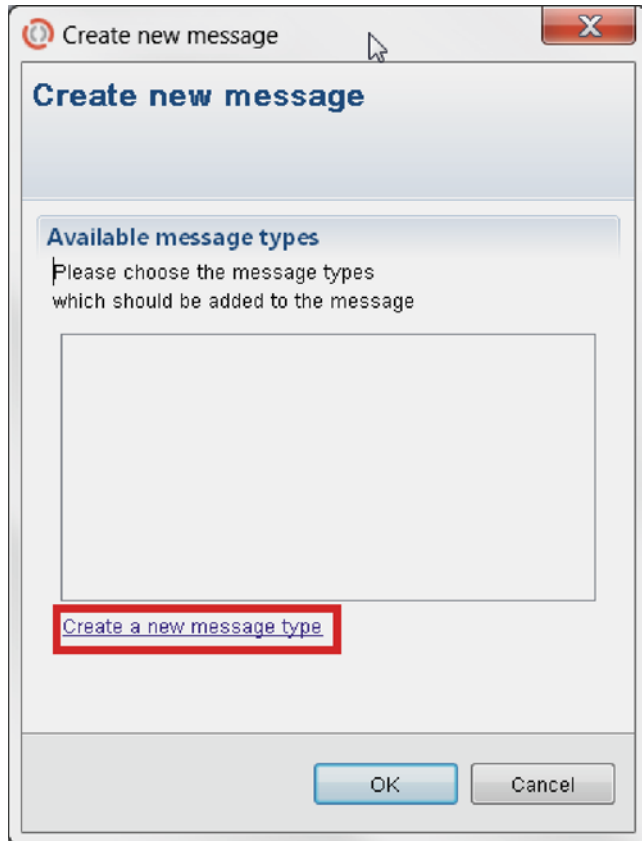 Create new message
Create new message
Available message types
Please choose the message types
which should be added to the message
Create a new message type
OK
Cancel